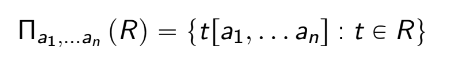 Π_{a₁,...aₙ} (R) = {t[a₁, . . . aₙ] : t ∈ R}